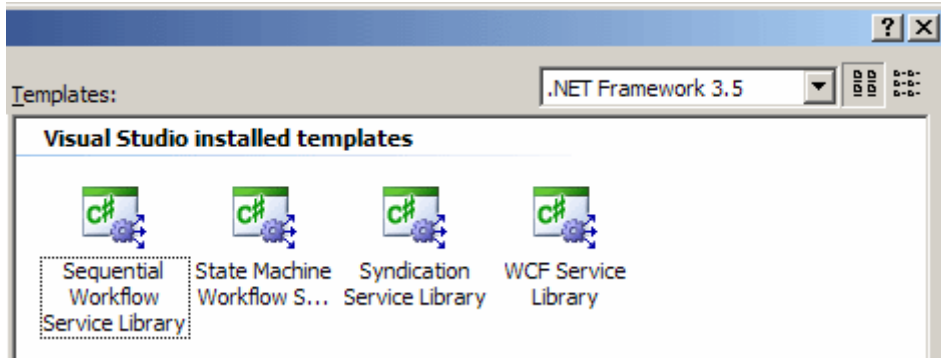 Templates:
.NET Framework 3.5
Visual Studio installed templates
C#
C#
C#
C#
Sequential
Workflow
Service Library
State Machine
Workflow S...
Syndication
Service Library
WCF Service
Library